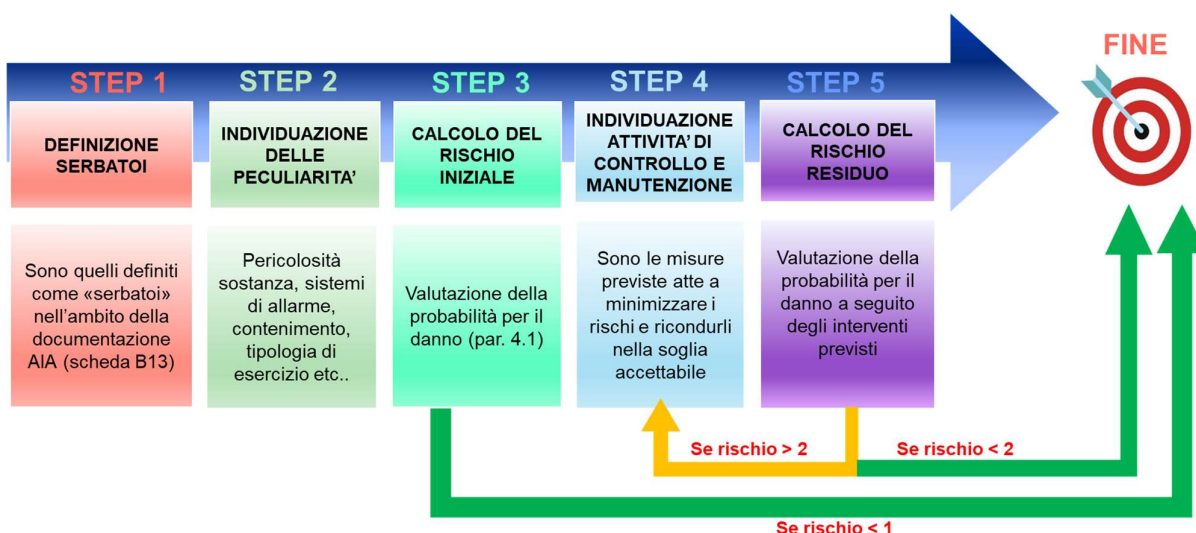 FINE
STEP 1
STEP 2
STEP 3
STEP 4
STEP 5
DEFINIZIONE
SERBATOI
INDIVIDUAZIONE
DELLE
PECULIARITA’
CALCOLO DEL
RISCHIO
INIZIALE
INDIVIDUAZIONE
ATTIVITA’ DI
CONTROLLO E
MANUTENZIONE
CALCOLO DEL
RISCHIO
RESIDUO
Sono quelli definiti
come «serbatoi»
nell’ambito della
documentazione
AIA (scheda B13)
Pericolosità
sostanza, sistemi
di allarme,
contenimento,
tipologia di
esercizio etc..
Valutazione della
probabilità per il
danno (par. 4.1)
Sono le misure
previste atte a
minimizzare i
rischi e ricondurli
nella soglia
accettabile
Valutazione della
probabilità per il
danno a seguito
degli interventi
previsti
Se rischio > 2
Se rischio < 2
Se rischio < 1